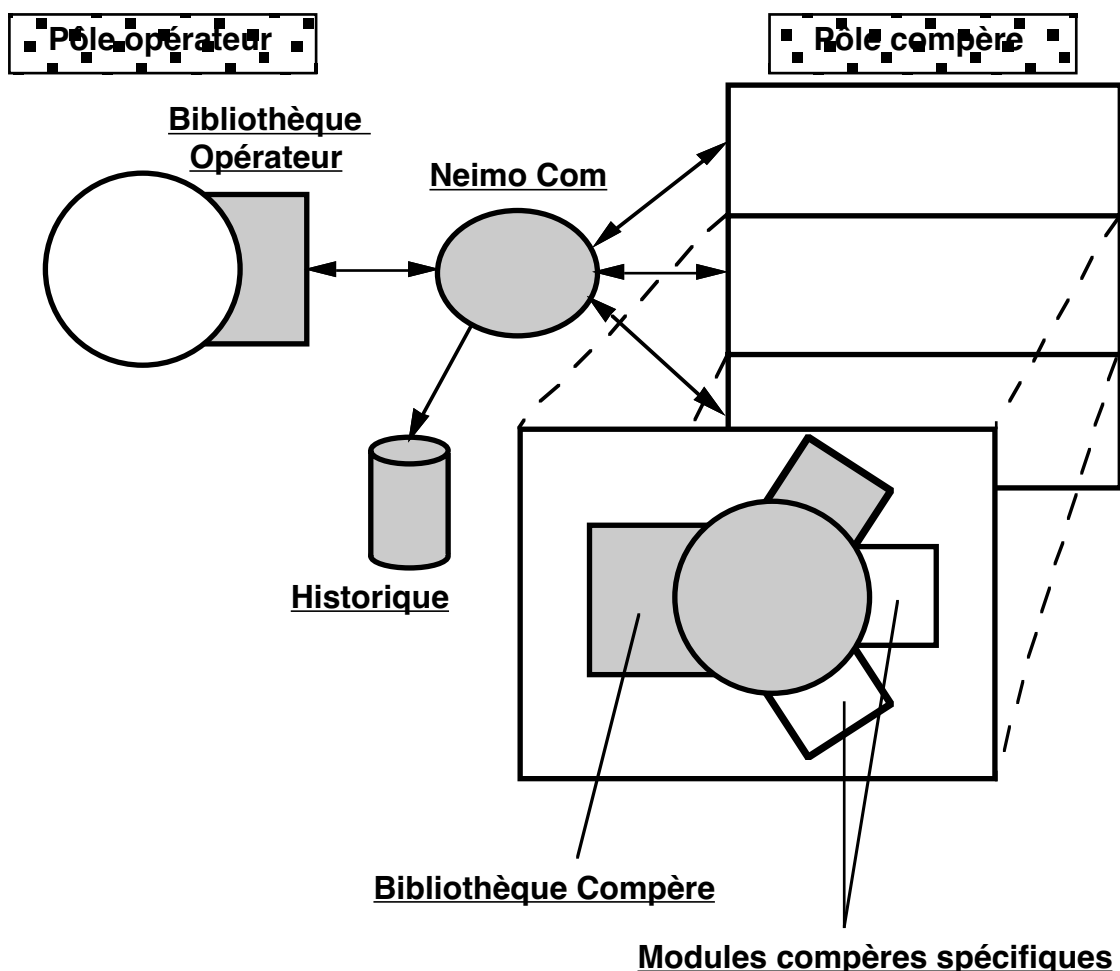 Pôle opérateur
Pôle compère
Bibliothèque
Opérateur
Neimo Com
Historique
Bibliothèque Compère
Modules compères spécifiques